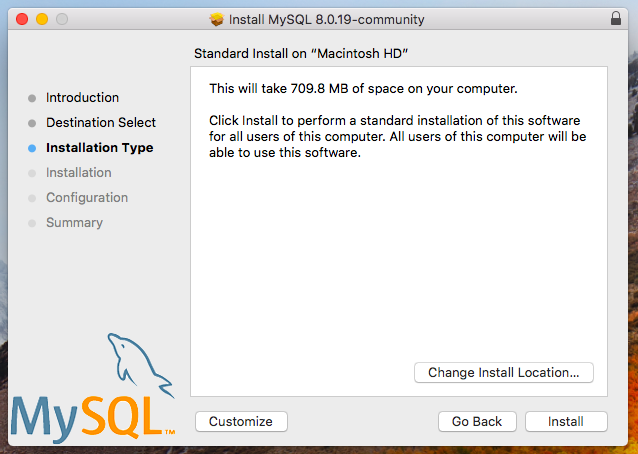 Install MySQL 8.0.19-community
Standard Install on “Macintosh HD”
Introduction
Destination Select
Installation Type
Installation
Configuration
Summary
This will take 709.8 MB of space on your computer.
Click Install to perform a standard installation of this software
for all users of this computer. All users of this computer will be
able to use this software.
Change Install Location...
MySQL™
Customize
Go Back
Install